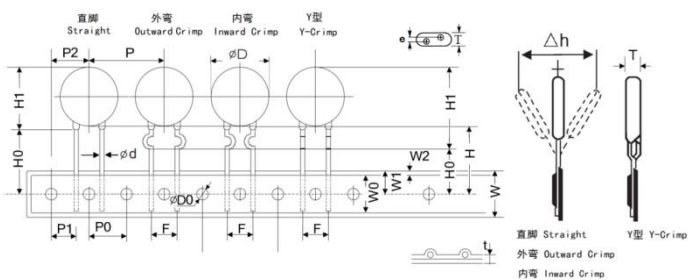 直脚 外弯 内弯 Y型
Straight Outward Crimp Inward Crimp Y-Crimp
e T
P2 P ØD
△h T
H1 H1
H0 Ød H H0
W2
W1 W0 W
ØD0
P1 P0 F F F
t
直脚 Straight Y型 Y-Crimp
外弯 Outward Crimp
内弯 Inward Crimp